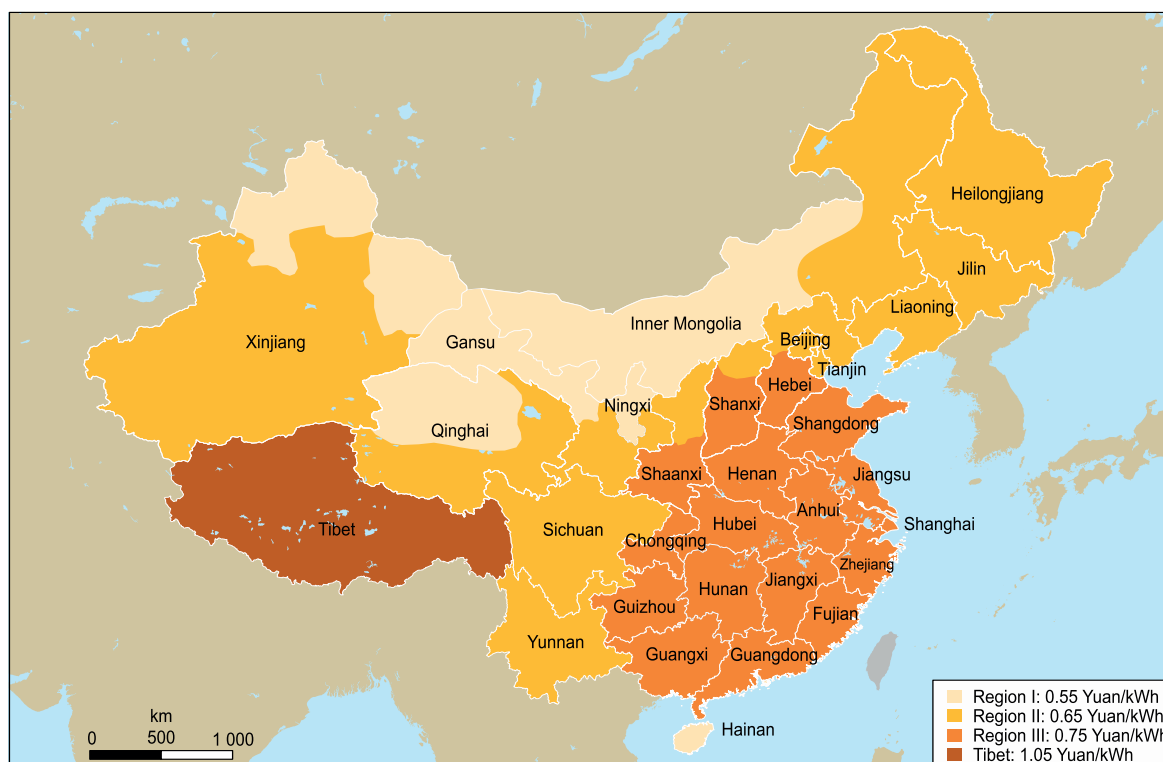 Heilongjiang
Jilin
Liaoning
Inner Mongolia
Beijing
Xinjiang
Gansu
Tianjin
Hebei
Ningxi
Shanxi
Qinghai
Shangdong
Shaanxi
Henan
Jiangsu
Anhui
Tibet
Sichuan
Hubei
Shanghai
Chongqing
Zhejiang
Jiangxi
Hunan
Guizhou
Fujian
Yunnan
Guangxi
Guangdong
Hainan
km
0 500 1 000
Region I: 0.55 Yuan/kWh
Region II: 0.65 Yuan/kWh
Region III: 0.75 Yuan/kWh
Tibet: 1.05 Yuan/kWh